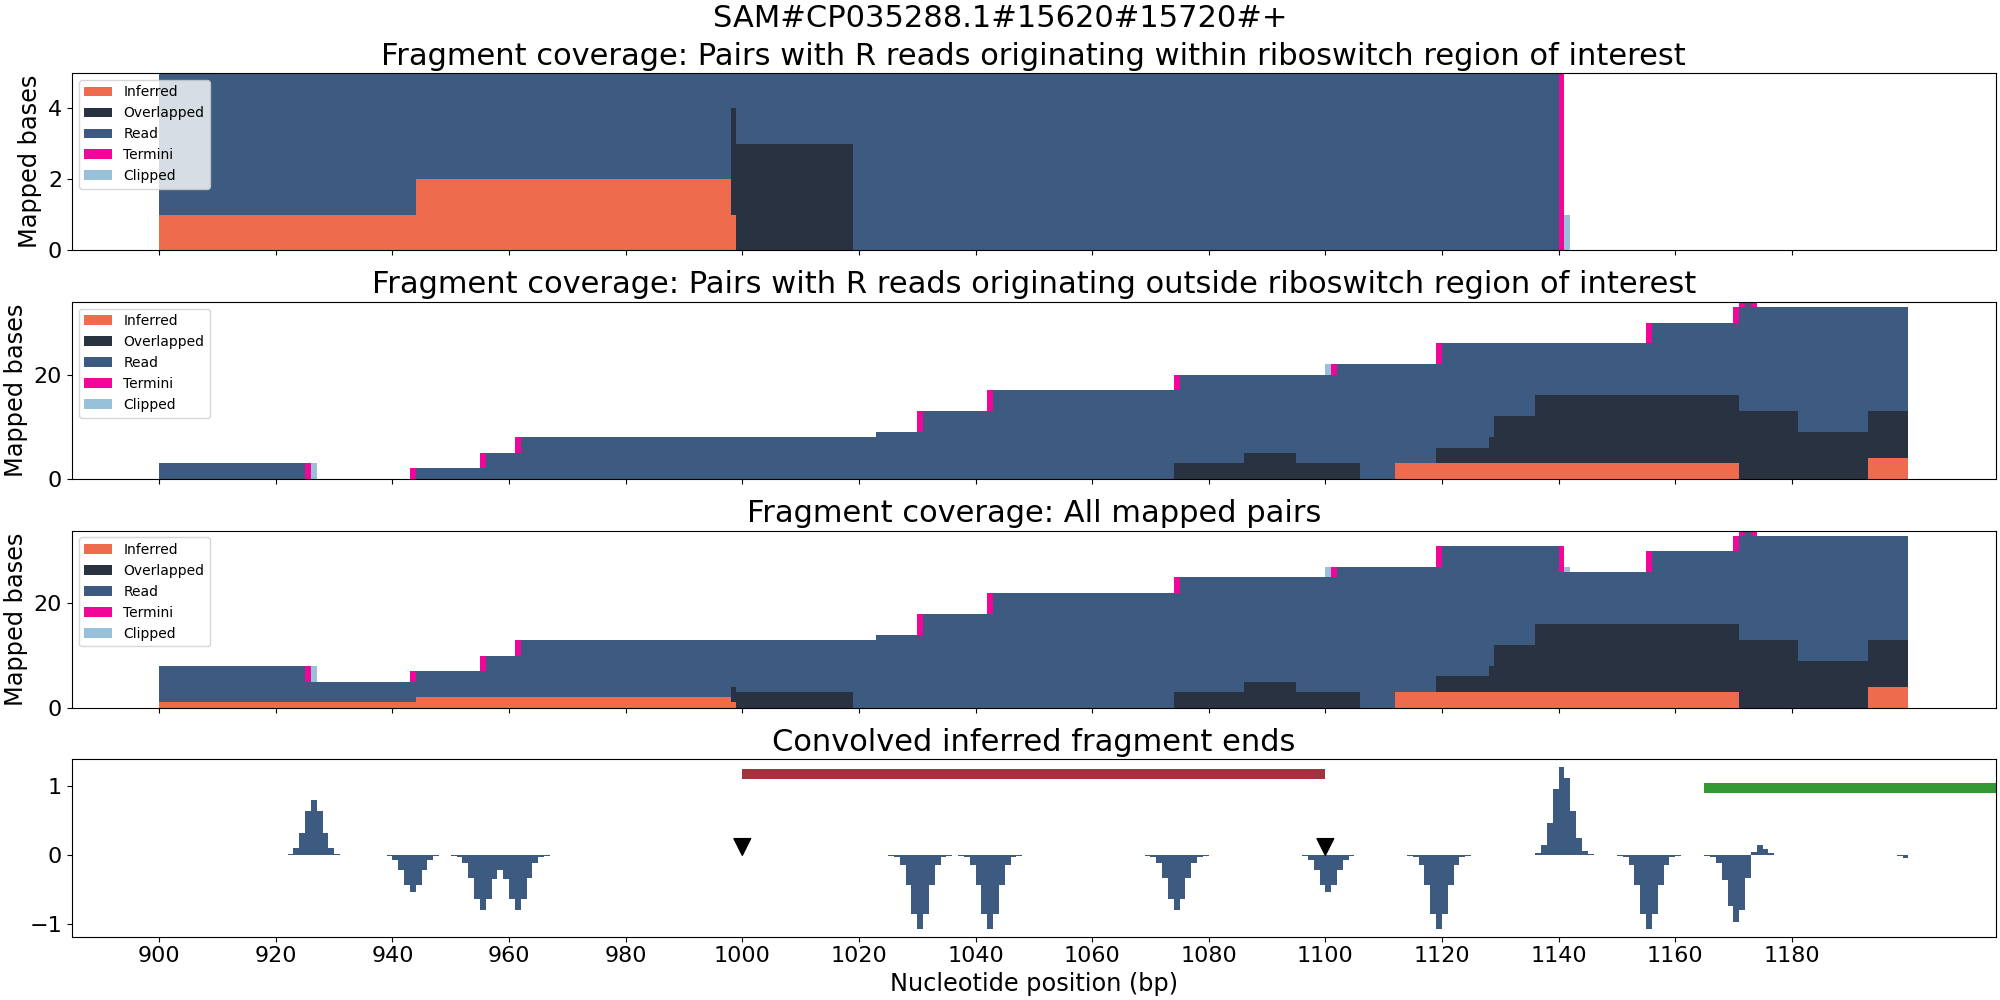 SAM#CP035288.1#15620#15720#+
Fragment coverage: Pairs with R reads originating within riboswitch region of interest
Mapped bases
4
2
0
Inferred
Overlapped
Read
Termini
Clipped
Fragment coverage: Pairs with R reads originating outside riboswitch region of interest
Mapped bases
20
0
Inferred
Overlapped
Read
Termini
Clipped
Fragment coverage: All mapped pairs
Mapped bases
20
0
Inferred
Overlapped
Read
Termini
Clipped
Convolved inferred fragment ends
1
0
−1
900 920 940 960 980 1000 1020 1040 1060 1080 1100 1120 1140 1160 1180
Nucleotide position (bp)